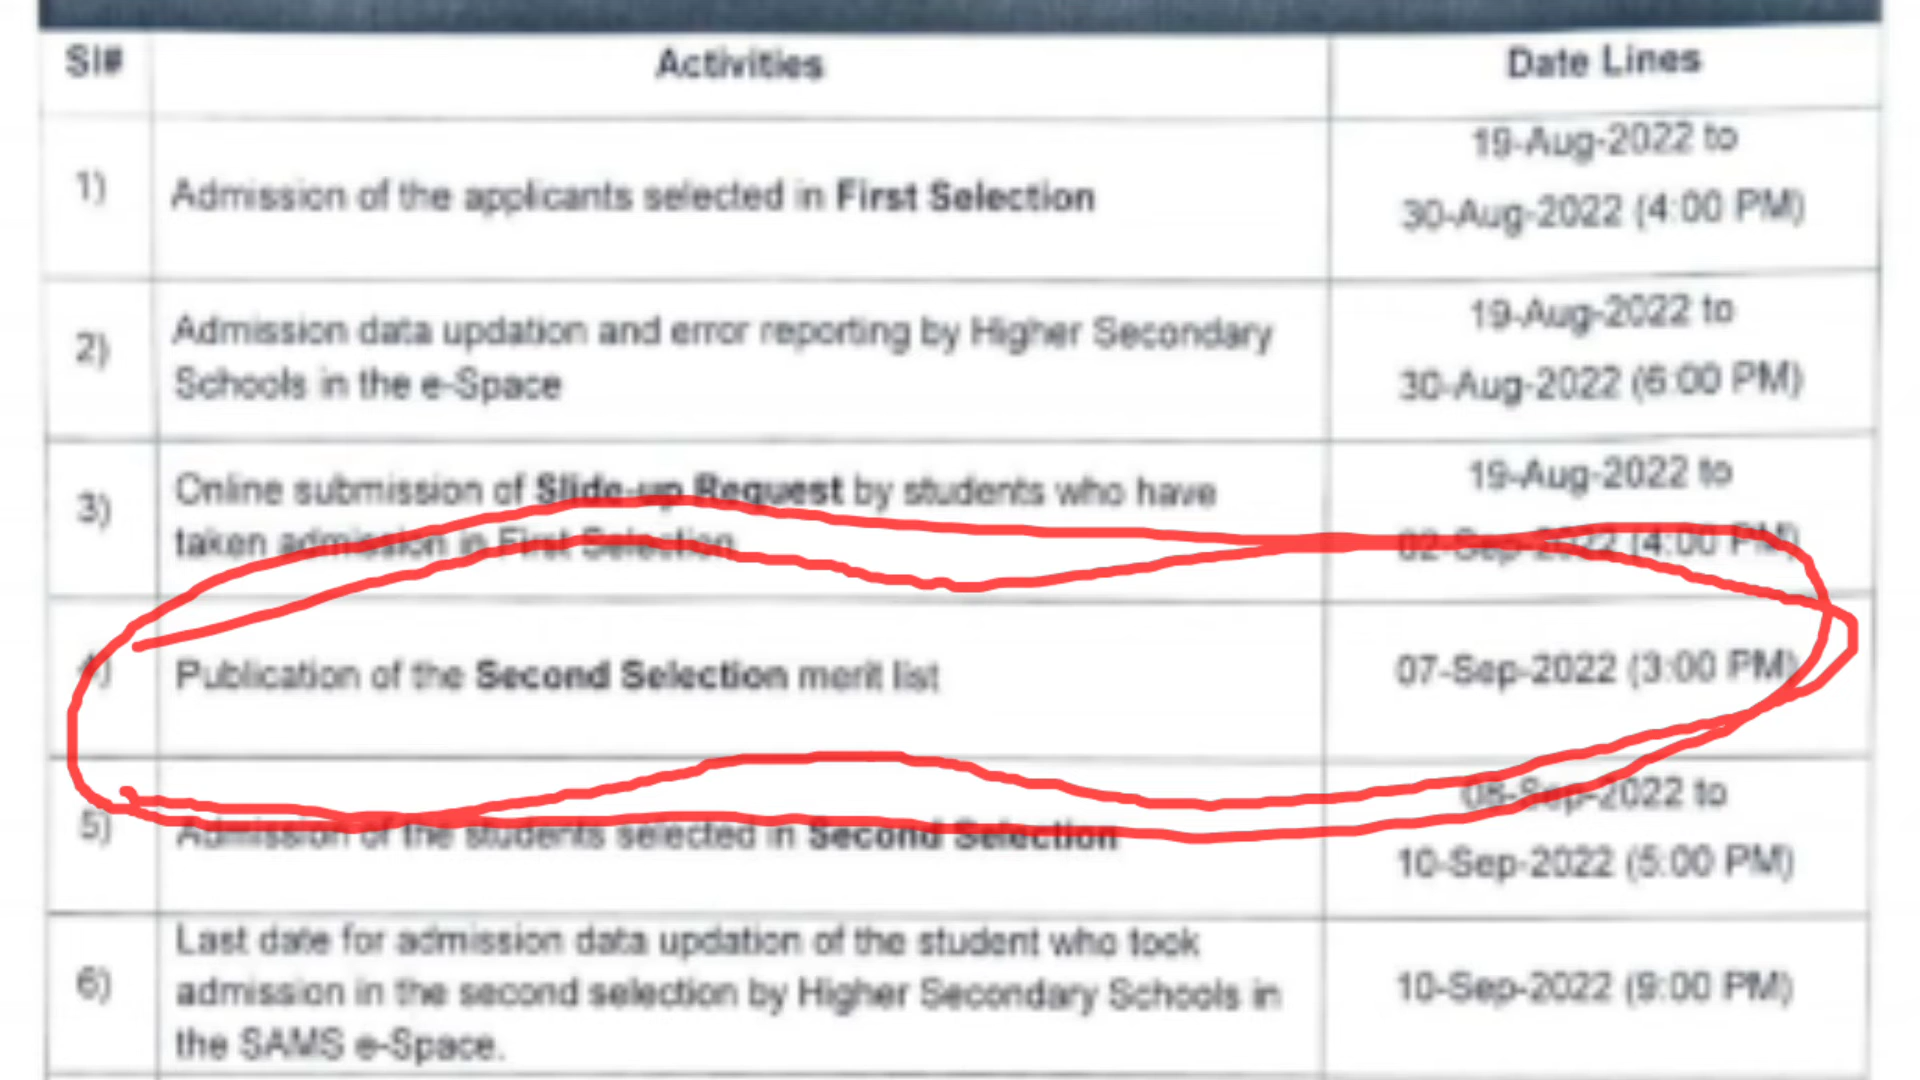 Sl# Activities Date Lines
19-Aug-2022 to
1) Admission of the applicants selected in First Selection
30-Aug-2022 (4:00 PM)
19-Aug-2022 to
2) Admission data updation and error reporting by Higher Secondary
Schools in the e-Space
30-Aug-2022 (6:00 PM)
19-Aug-2022 to
3) Online submission of Slide-up Request by students who have
taken admission in First Selection
02-Sep-2022 (4:00 PM)
4) Publication of the Second Selection merit list
07-Sep-2022 (3:00 PM)
08-Sep-2022 to
5) Admission of the students selected in Second Selection
10-Sep-2022 (5:00 PM)
Last date for admission data updation of the student who took
6) admission in the second selection by Higher Secondary Schools in
the SAMS e-Space.
10-Sep-2022 (9:00 PM)